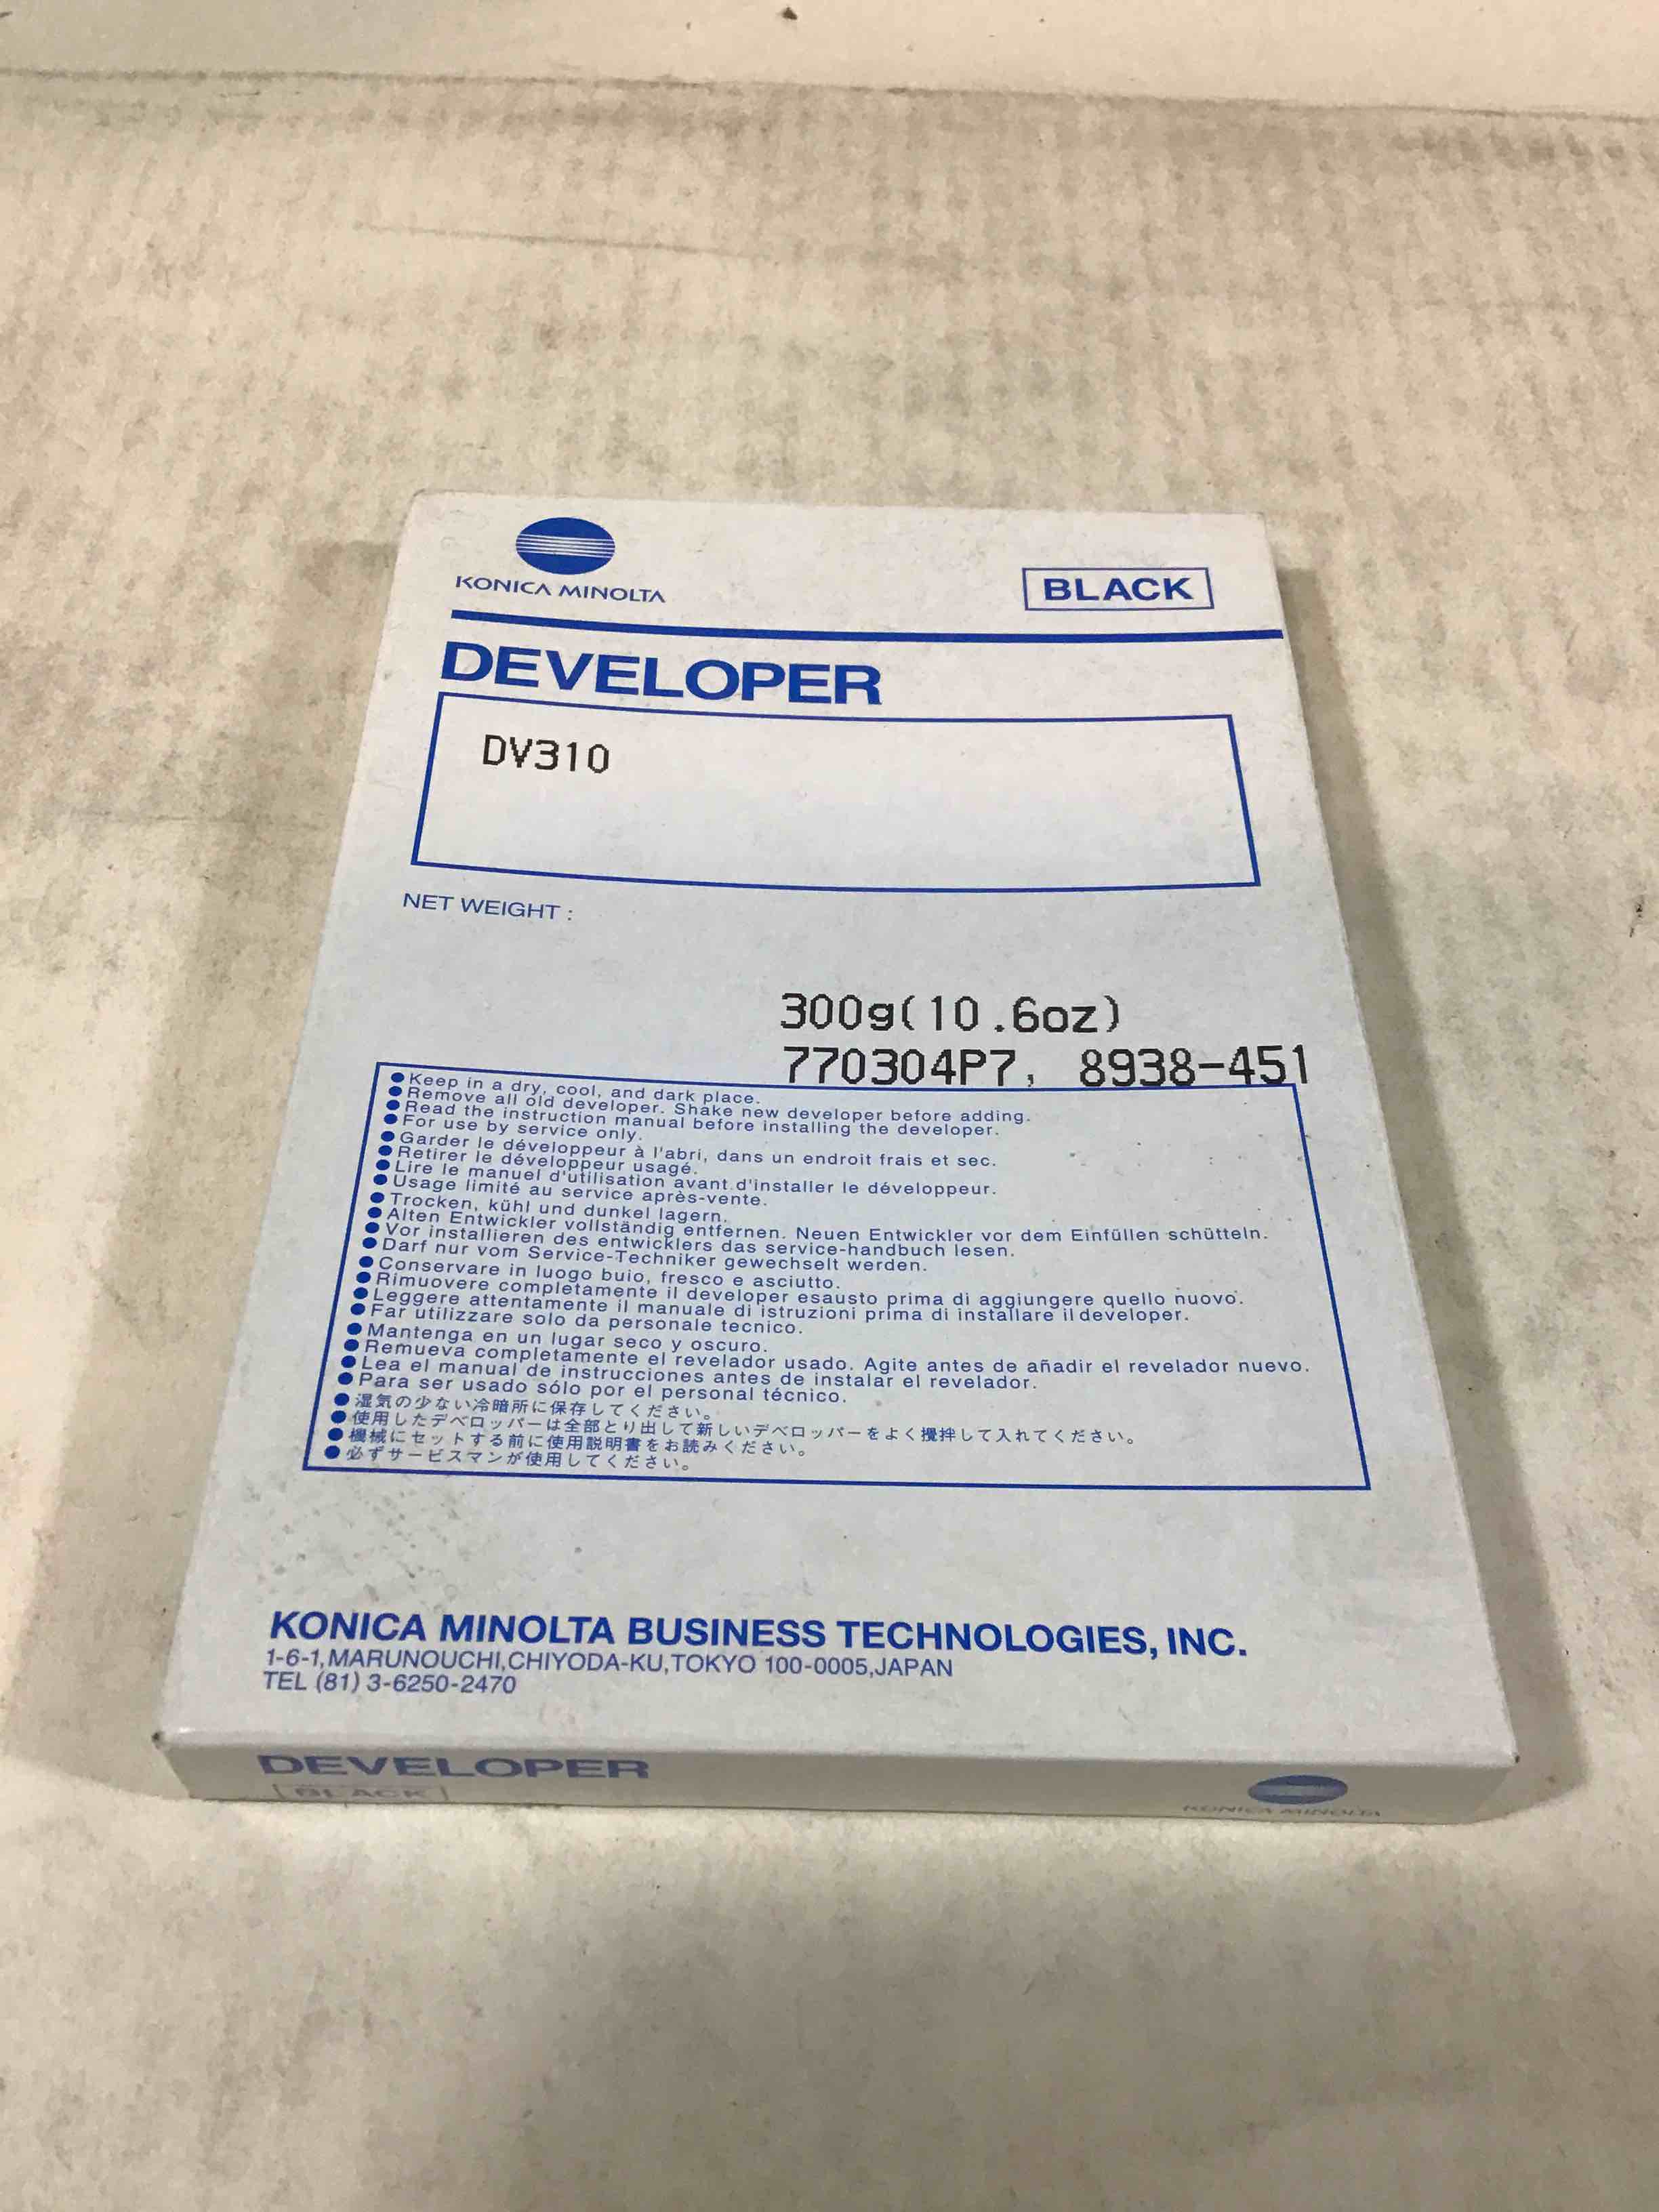 KONICA MINOLTA
BLACK
DEVELOPER
DV310
NET WEIGHT :
300g(10.6oz)
770304P7, 8938-451
●Keep in a dry, cool, and dark place.
●Remove all old developer. Shake new developer before adding.
●Read the instruction manual before installing the developer.
●For use by service only.
●Garder le développeur à l'abri, dans un endroit frais et sec.
●Retirer le développeur usagé.
●Lire le manuel d'utilisation avant d'installer le développeur.
●Usage limité au service après-vente.
●Trocken, kühl und dunkel lagern.
●Alten Entwickler vollständig entfernen. Neuen Entwickler vor dem Einfüllen schütteln.
●Vor installieren des entwicklers das service-handbuch lesen.
●Darf nur vom Service-Techniker gewechselt werden.
●Conservare in luogo buio, fresco e asciutto.
●Rimuovere completamente il developer esausto prima di aggiungere quello nuovo.
●Leggere attentamente il manuale di istruzioni prima di installare il developer.
●Far utilizzare solo da personale tecnico.
●Mantenga en un lugar seco y oscuro.
●Remueva completamente el revelador usado. Agite antes de añadir el revelador nuevo.
●Lea el manual de instrucciones antes de instalar el revelador.
●Para ser usado sólo por el personal técnico.
●湿気の少ない冷暗所に保存してください。
●使用したデベロッパーは全部とり出して新しいデベロッパーをよく攪拌して入れてください。
●機械にセットする前に使用説明書をお読みください。
●必ずサービスマンが使用してください。
KONICA MINOLTA BUSINESS TECHNOLOGIES, INC.
1-6-1,MARUNOUCHI,CHIYODA-KU,TOKYO 100-0005,JAPAN
TEL (81) 3-6250-2470
DEVELOPER
BLACK
KONICA MINOLTA